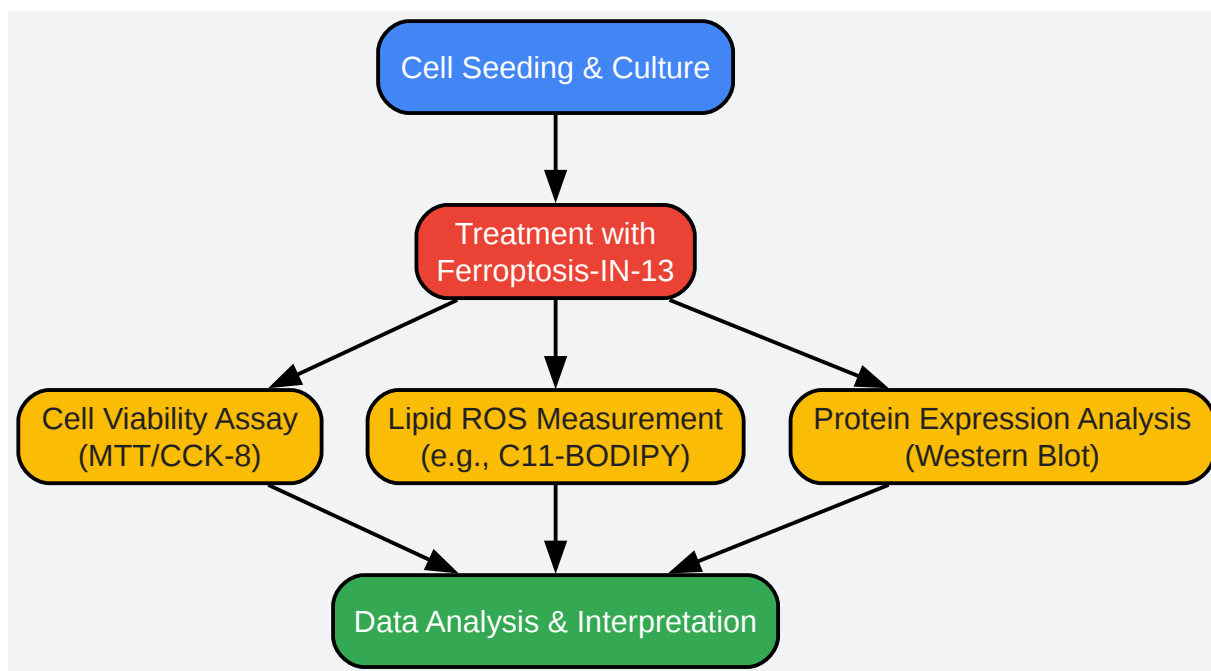 Cell Seeding & Culture
Treatment with
Ferroptosis-IN-13
Cell Viability Assay
(MTT/CCK-8)
Lipid ROS Measurement
(e.g., C11-BODIPY)
Protein Expression Analysis
(Western Blot)
Data Analysis & Interpretation